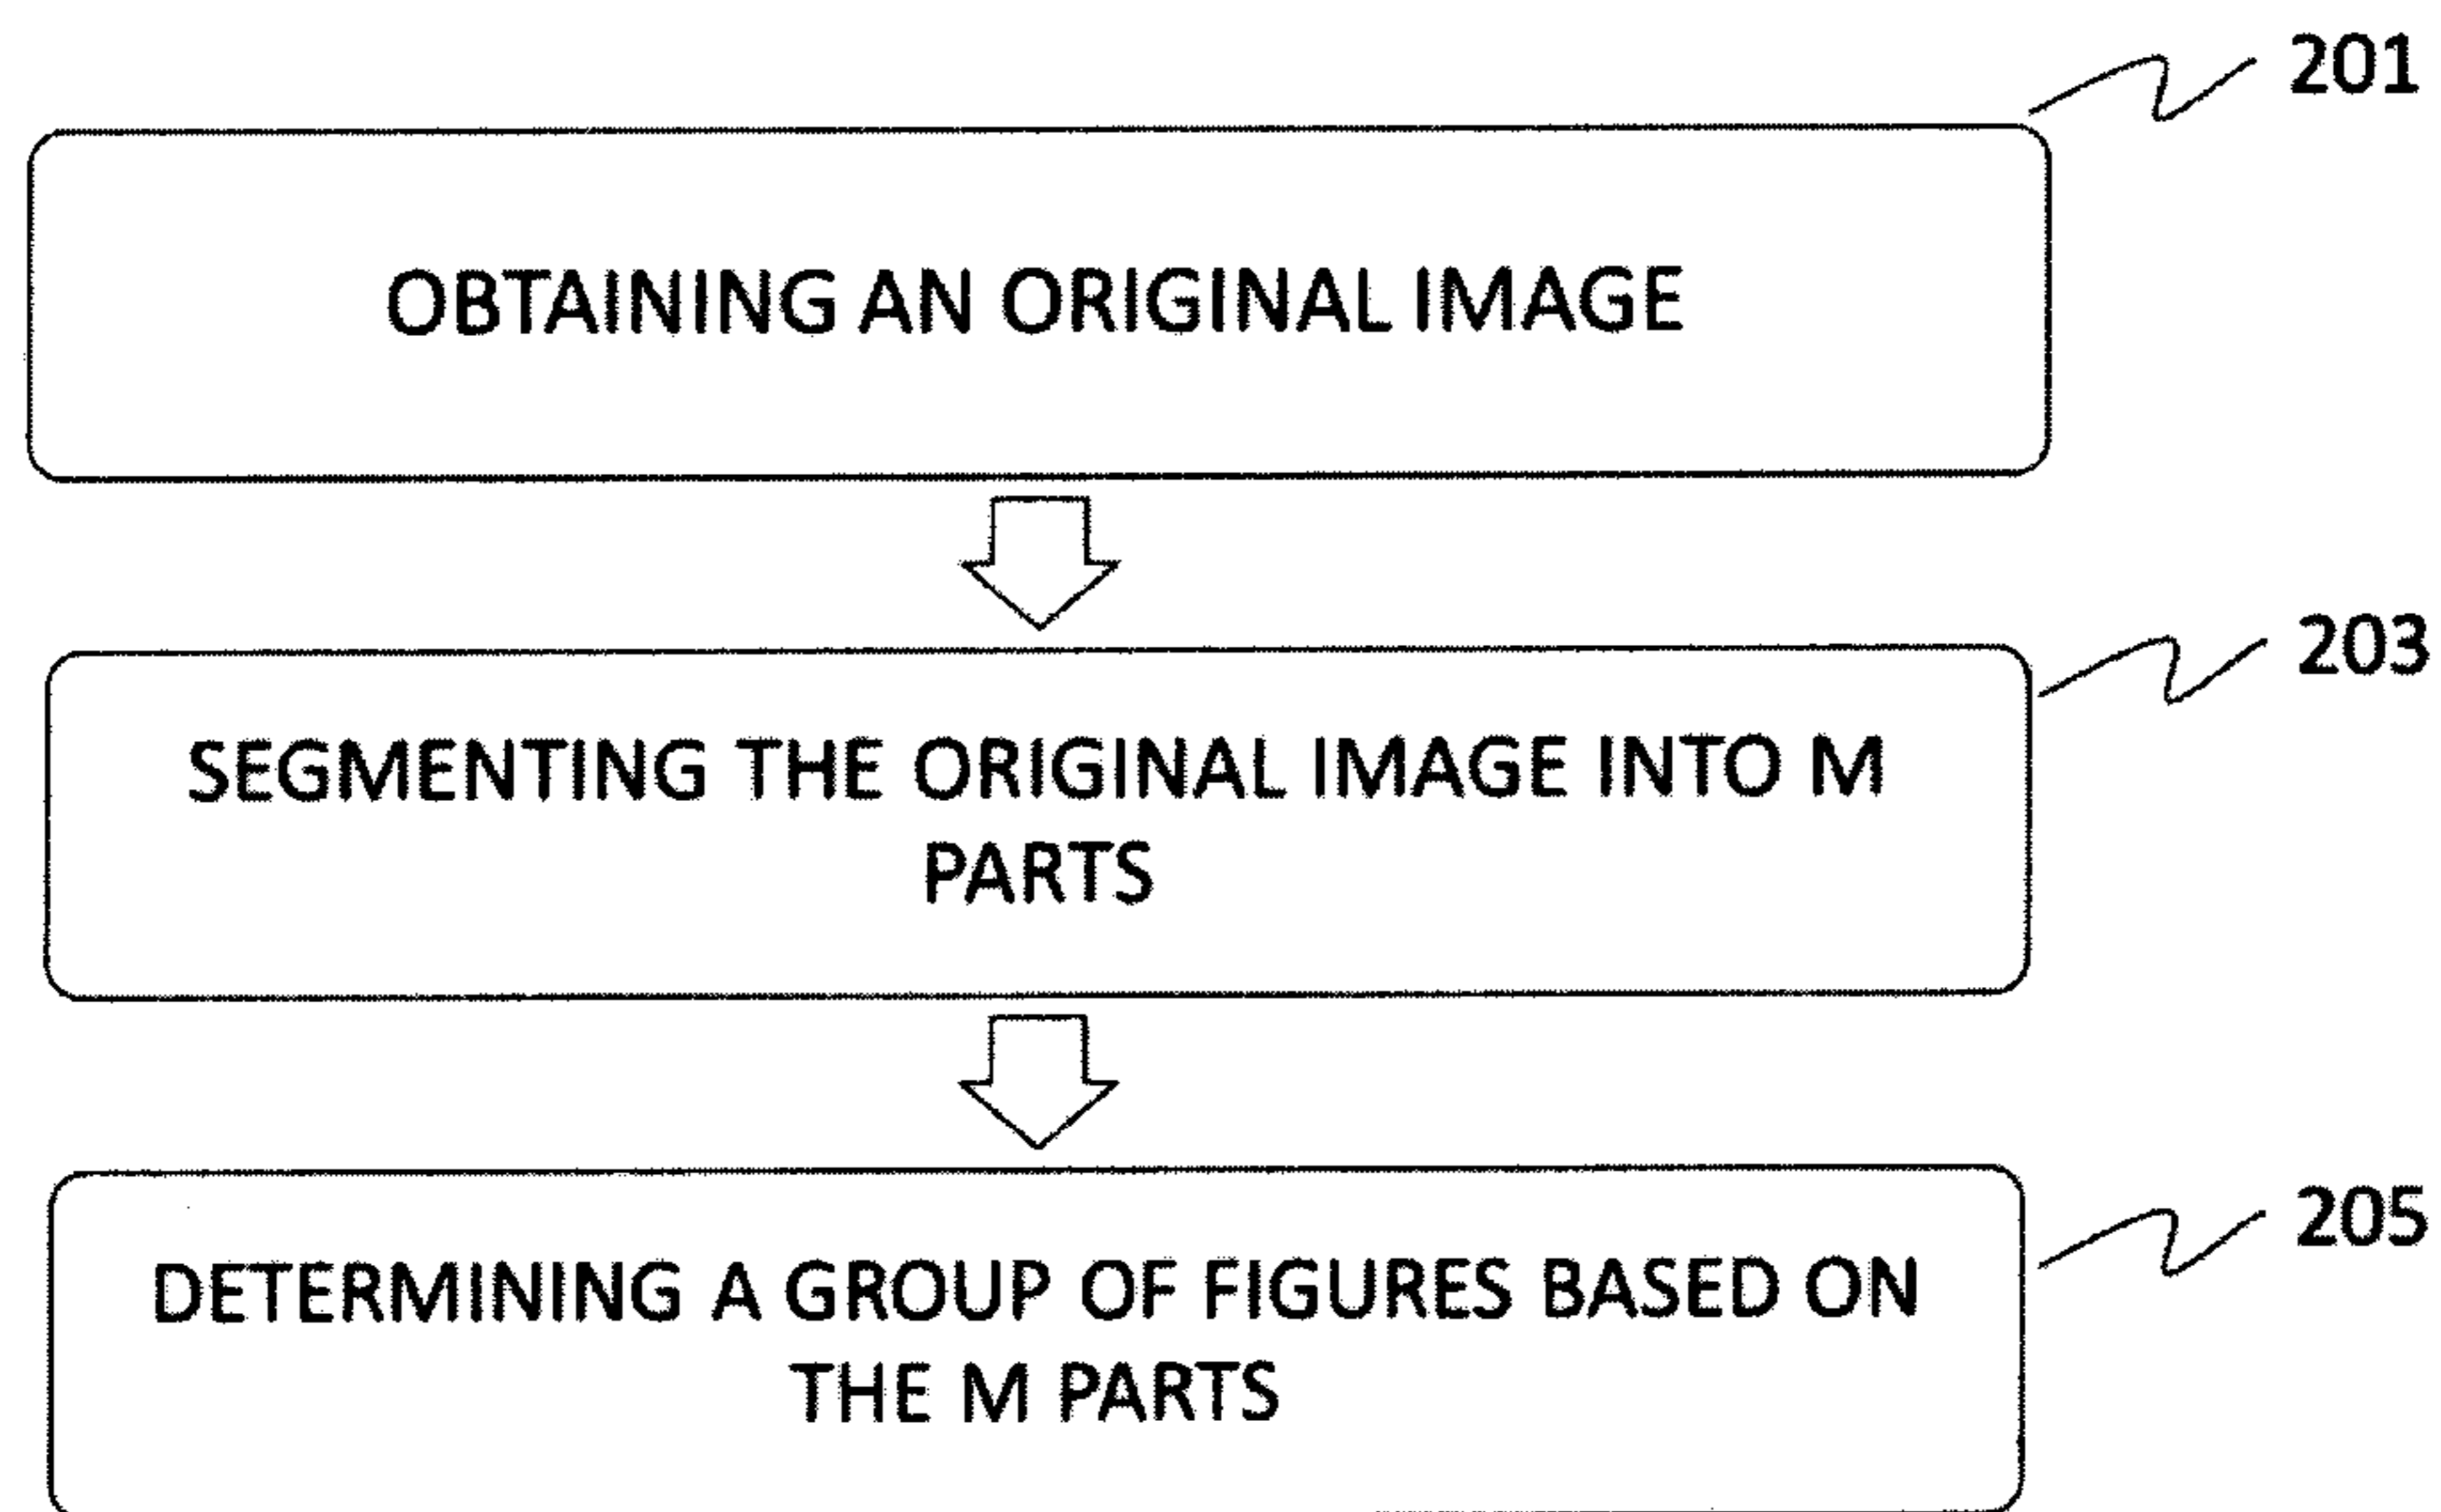 201
OBTAINING AN ORIGINAL IMAGE
203
SEGMENTING THE ORIGINAL IMAGE INTO M
PARTS
205
DETERMINING A GROUP OF FIGURES BASED ON
THE M PARTS